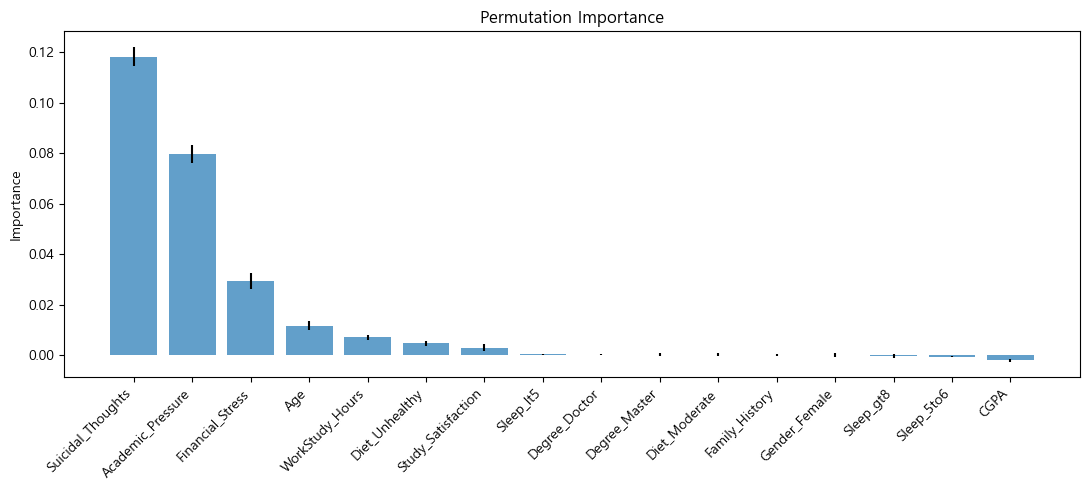 Permutation Importance
Importance
0.12
0.10
0.08
0.06
0.04
0.02
0.00
Suicidal_Thoughts
Academic_Pressure
Financial_Stress
Age
WorkStudy_Hours
Diet_Unhealthy
Study_Satisfaction
Sleep_lt5
Degree_Doctor
Degree_Master
Diet_Moderate
Family_History
Gender_Female
Sleep_gt8
Sleep_5to6
CGPA